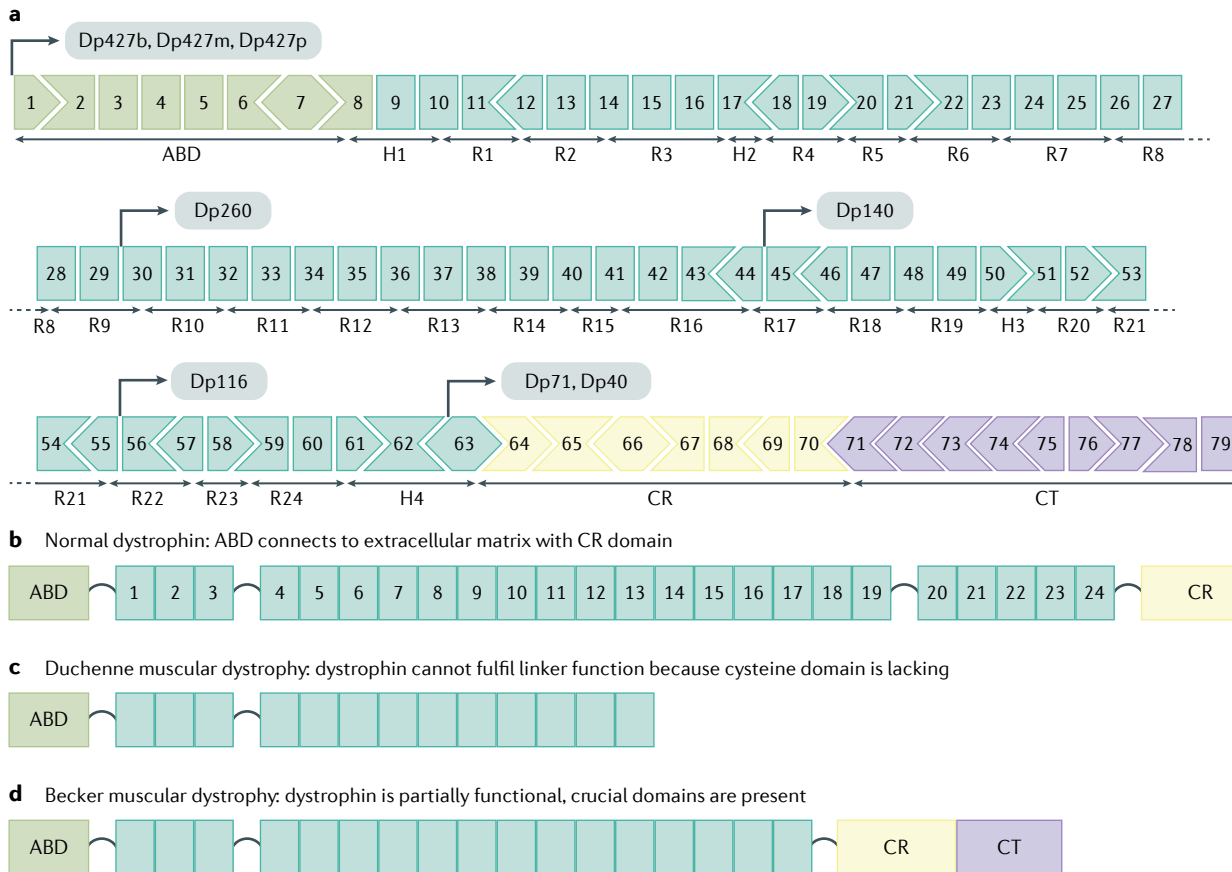 a
Dp427b, Dp427m, Dp427p
1 2 3 4 5 6 7 8 9 10 11 12 13 14 15 16 17 18 19 20 21 22 23 24 25 26 27
ABD H1 R1 R2 R3 H2 R4 R5 R6 R7 R8
Dp260 Dp140
28 29 30 31 32 33 34 35 36 37 38 39 40 41 42 43 44 45 46 47 48 49 50 51 52 53
R8 R9 R10 R11 R12 R13 R14 R15 R16 R17 R18 R19 H3 R20 R21
Dp116 Dp71, Dp40
54 55 56 57 58 59 60 61 62 63 64 65 66 67 68 69 70 71 72 73 74 75 76 77 78 79
R21 R22 R23 R24 H4 CR CT
b Normal dystrophin: ABD connects to extracellular matrix with CR domain
ABD 1 2 3 4 5 6 7 8 9 10 11 12 13 14 15 16 17 18 19 20 21 22 23 24 CR
c Duchenne muscular dystrophy: dystrophin cannot fulfil linker function because cysteine domain is lacking
ABD
d Becker muscular dystrophy: dystrophin is partially functional, crucial domains are present
ABD CR CT